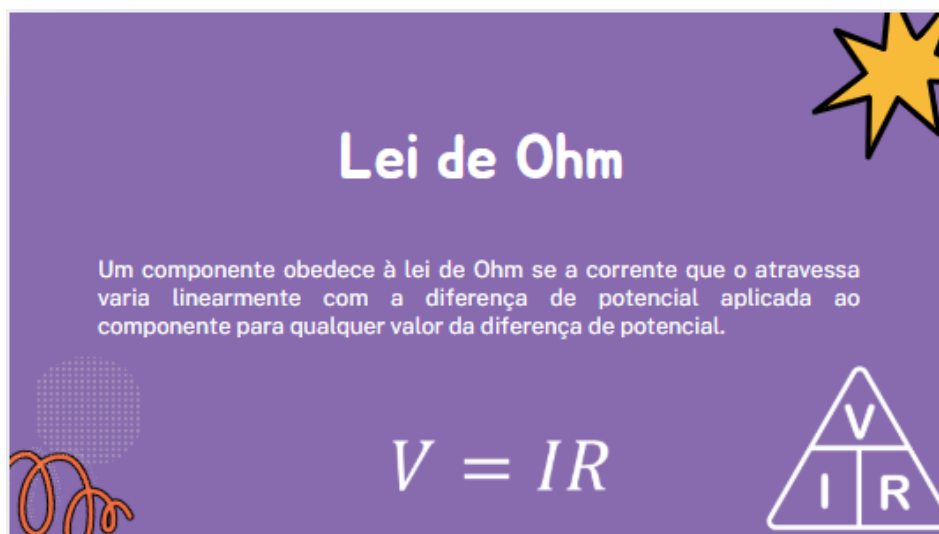 Lei de Ohm
Um componente obedece à lei de Ohm se a corrente que o atravessa
varia linearmente com a diferença de potencial aplicada ao
componente para qualquer valor da diferença de potencial.
V = IR
V
I R